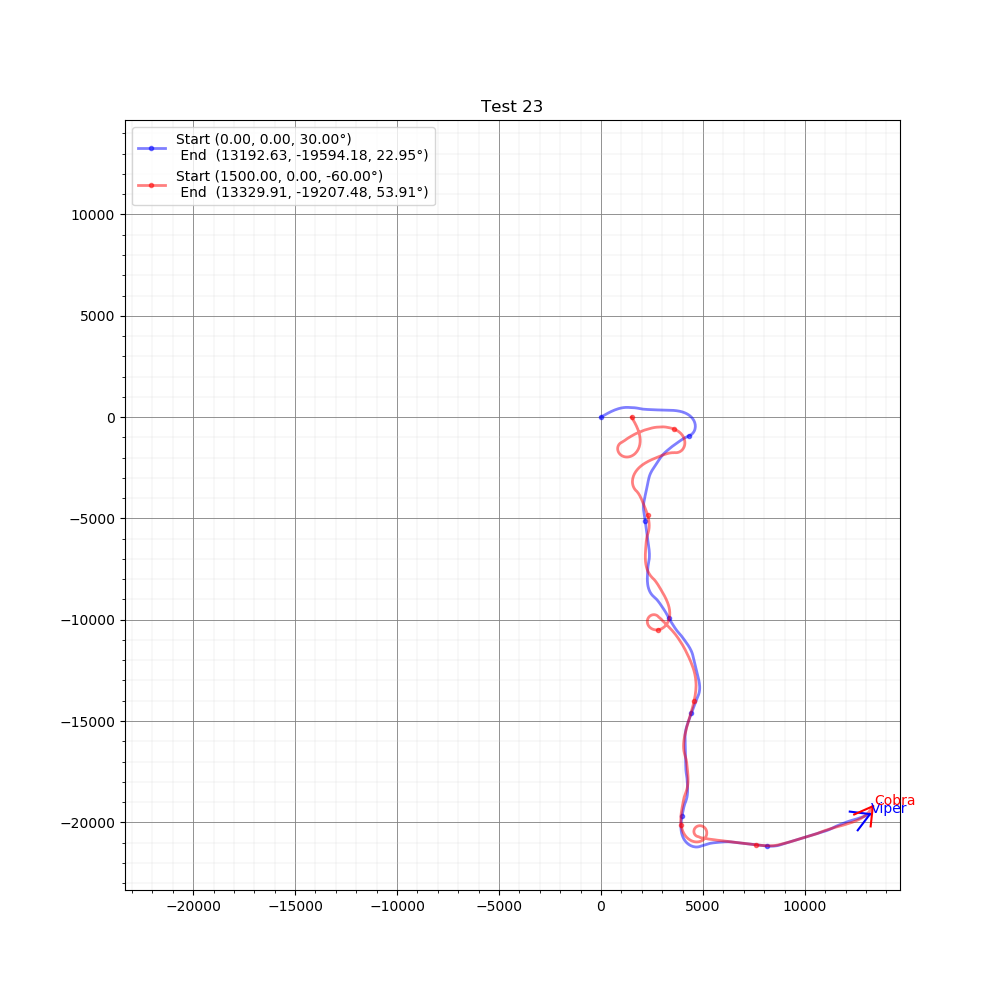 Test 23
Start (0.00, 0.00, 30.00°)
End (13192.63, -19594.18, 22.95°)
Start (1500.00, 0.00, -60.00°)
End (13329.91, -19207.48, 53.91°)
10000
5000
0
−5000
−10000
−15000
−20000
Cobra
Viper
−20000 −15000 −10000 −5000 0 5000 10000